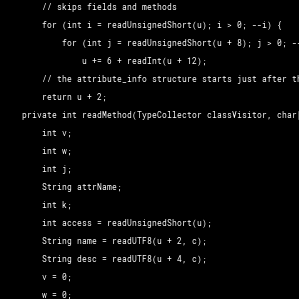 // skips fields and methods
for (int i = readUnsignedShort(u); i > 0; --i) {
for (int j = readUnsignedShort(u + 8); j > 0; --
u += 6 + readInt(u + 12);
// the attribute_info structure starts just after th
return u + 2;
private int readMethod(TypeCollector classVisitor, char[
int v;
int w;
int j;
String attrName;
int k;
int access = readUnsignedShort(u);
String name = readUTF8(u + 2, c);
String desc = readUTF8(u + 4, c);
v = 0;
w = 0;